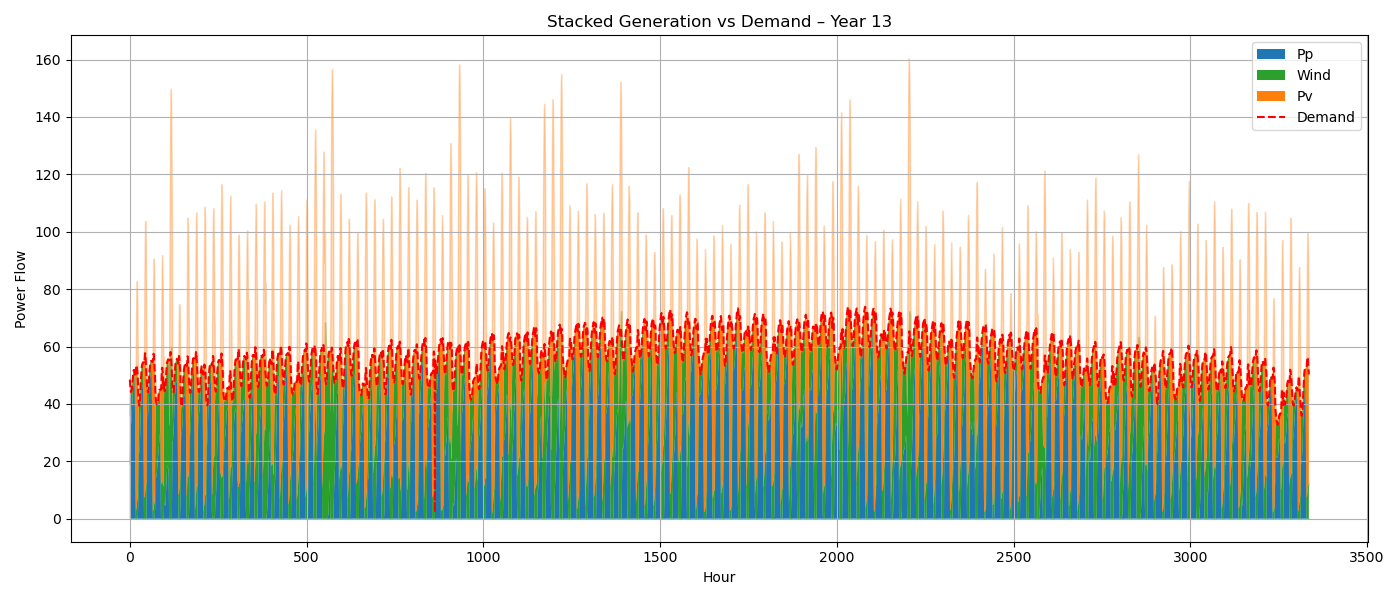 Stacked Generation vs Demand – Year 13
Pp
Wind
Pv
Demand
Power Flow
160
140
120
100
80
60
40
20
0
0 500 1000 1500 2000 2500 3000 3500
Hour